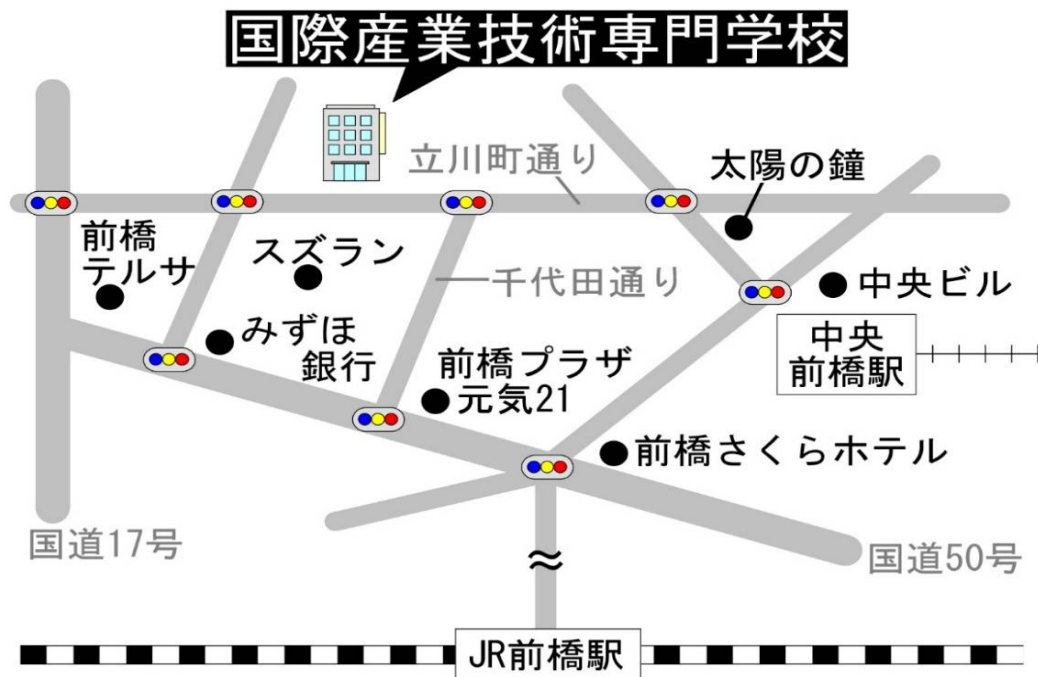 国際産業技術専門学校
立川町通り
太陽の鐘
前橋
テルサ
スズラン
千代田通り
中央ビル
みずほ
銀行
前橋プラザ
元気21
中央
前橋駅
前橋さくらホテル
国道17号
国道50号
JR前橋駅